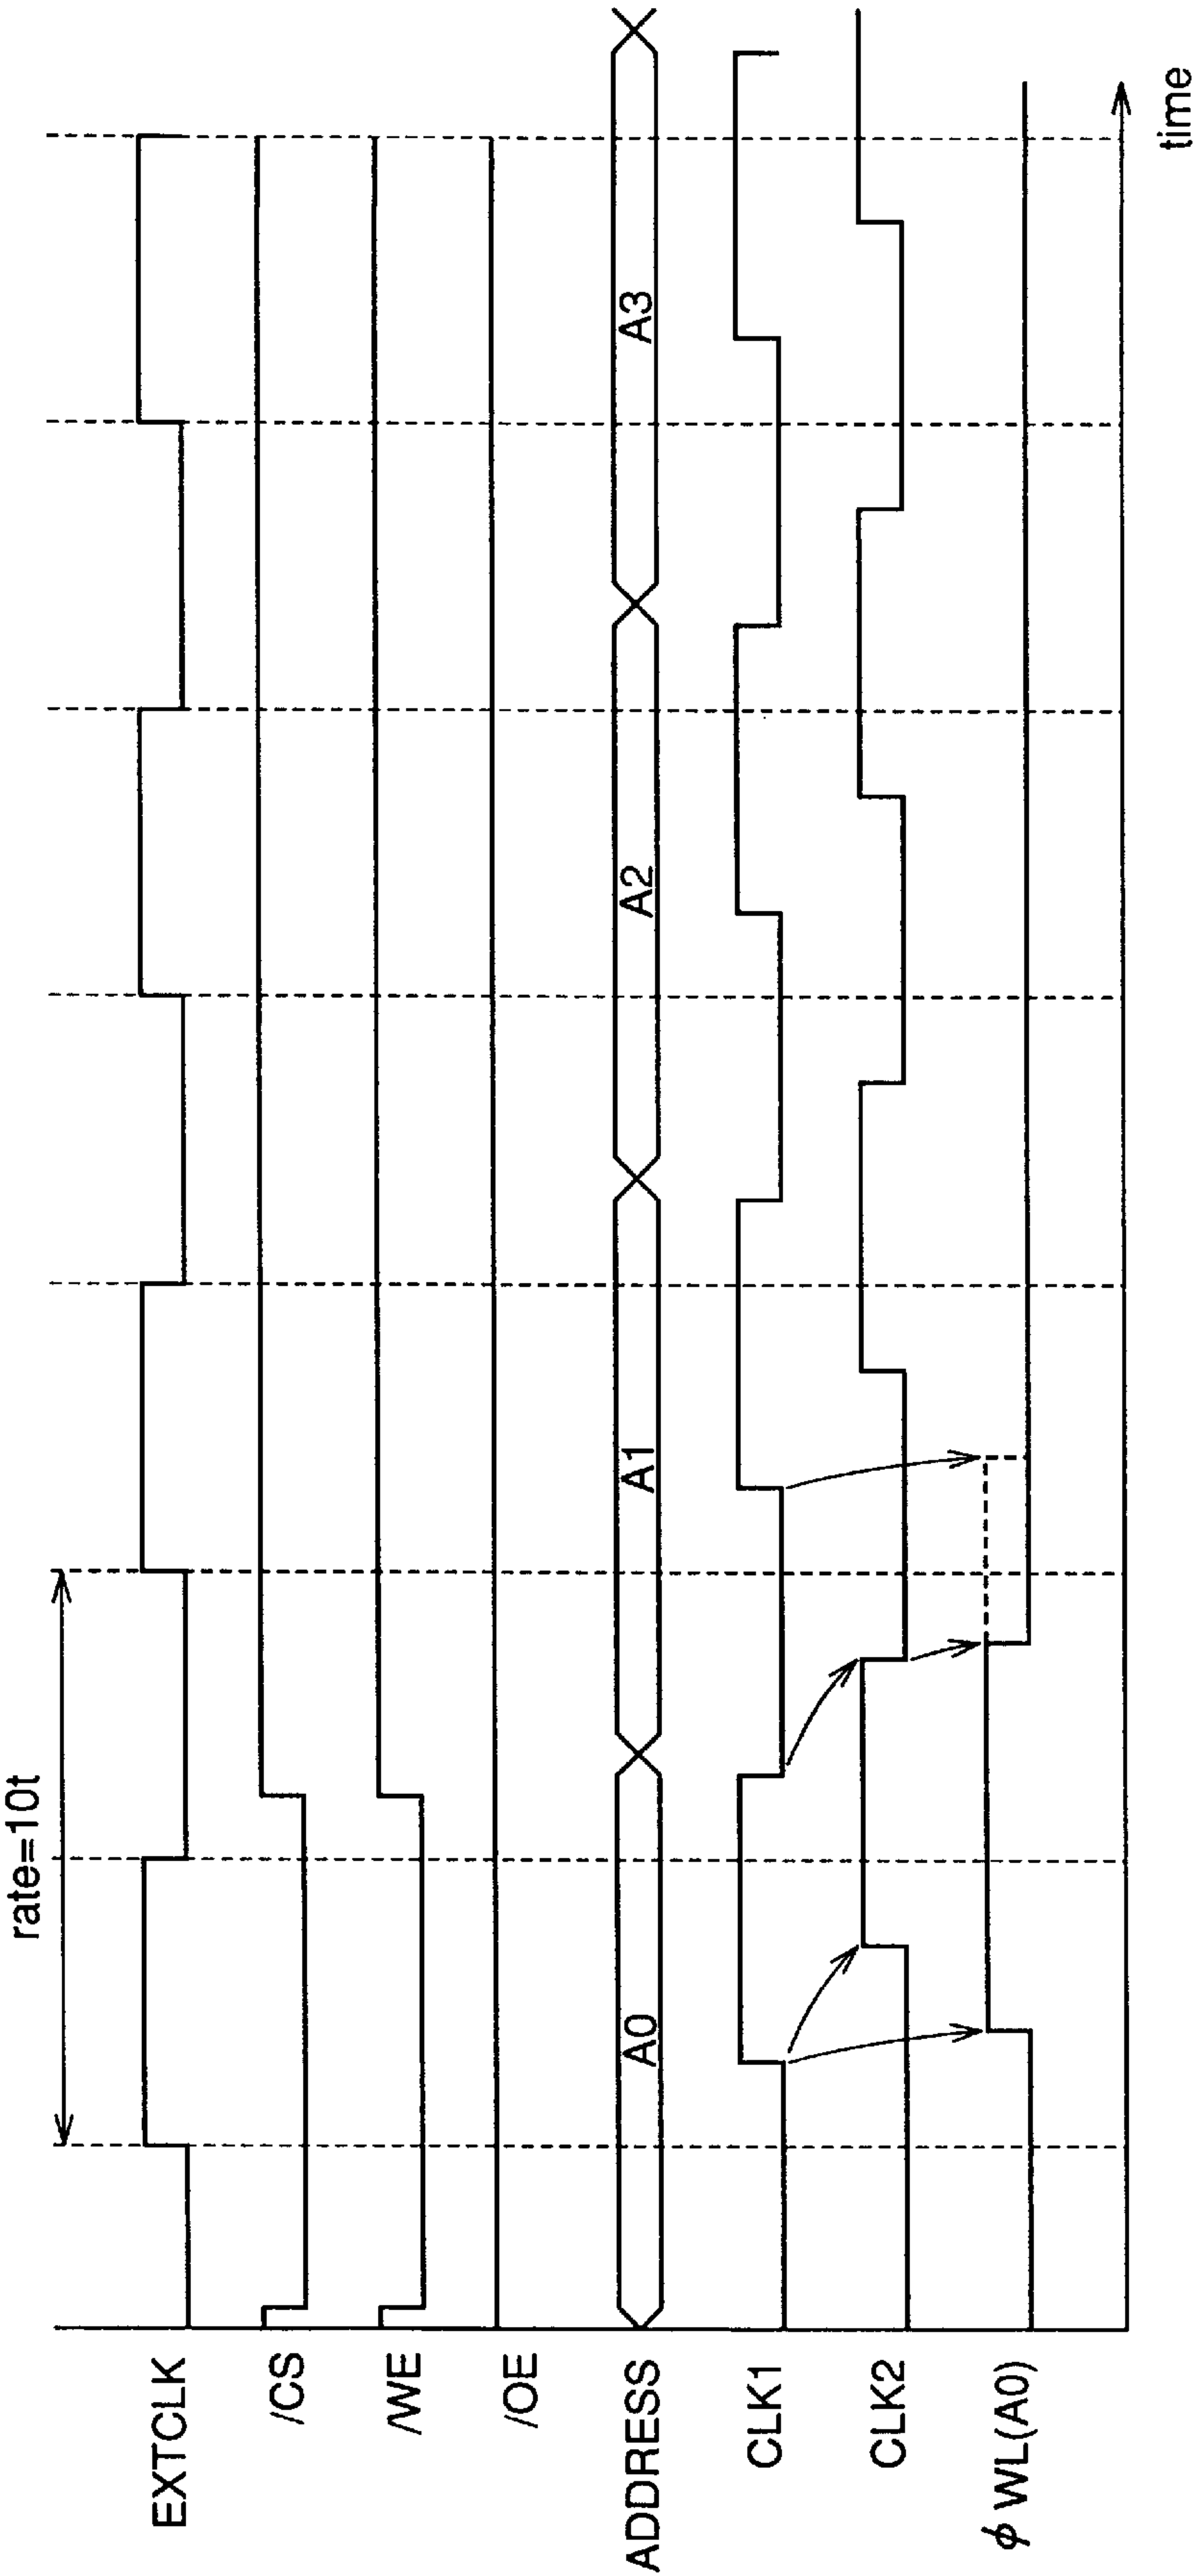 rate=10t
EXTCLK
/CS
/WE
/OE
ADDRESS
A0
A1
A2
A3
CLK1
CLK2
ϕ WL(A0)
time